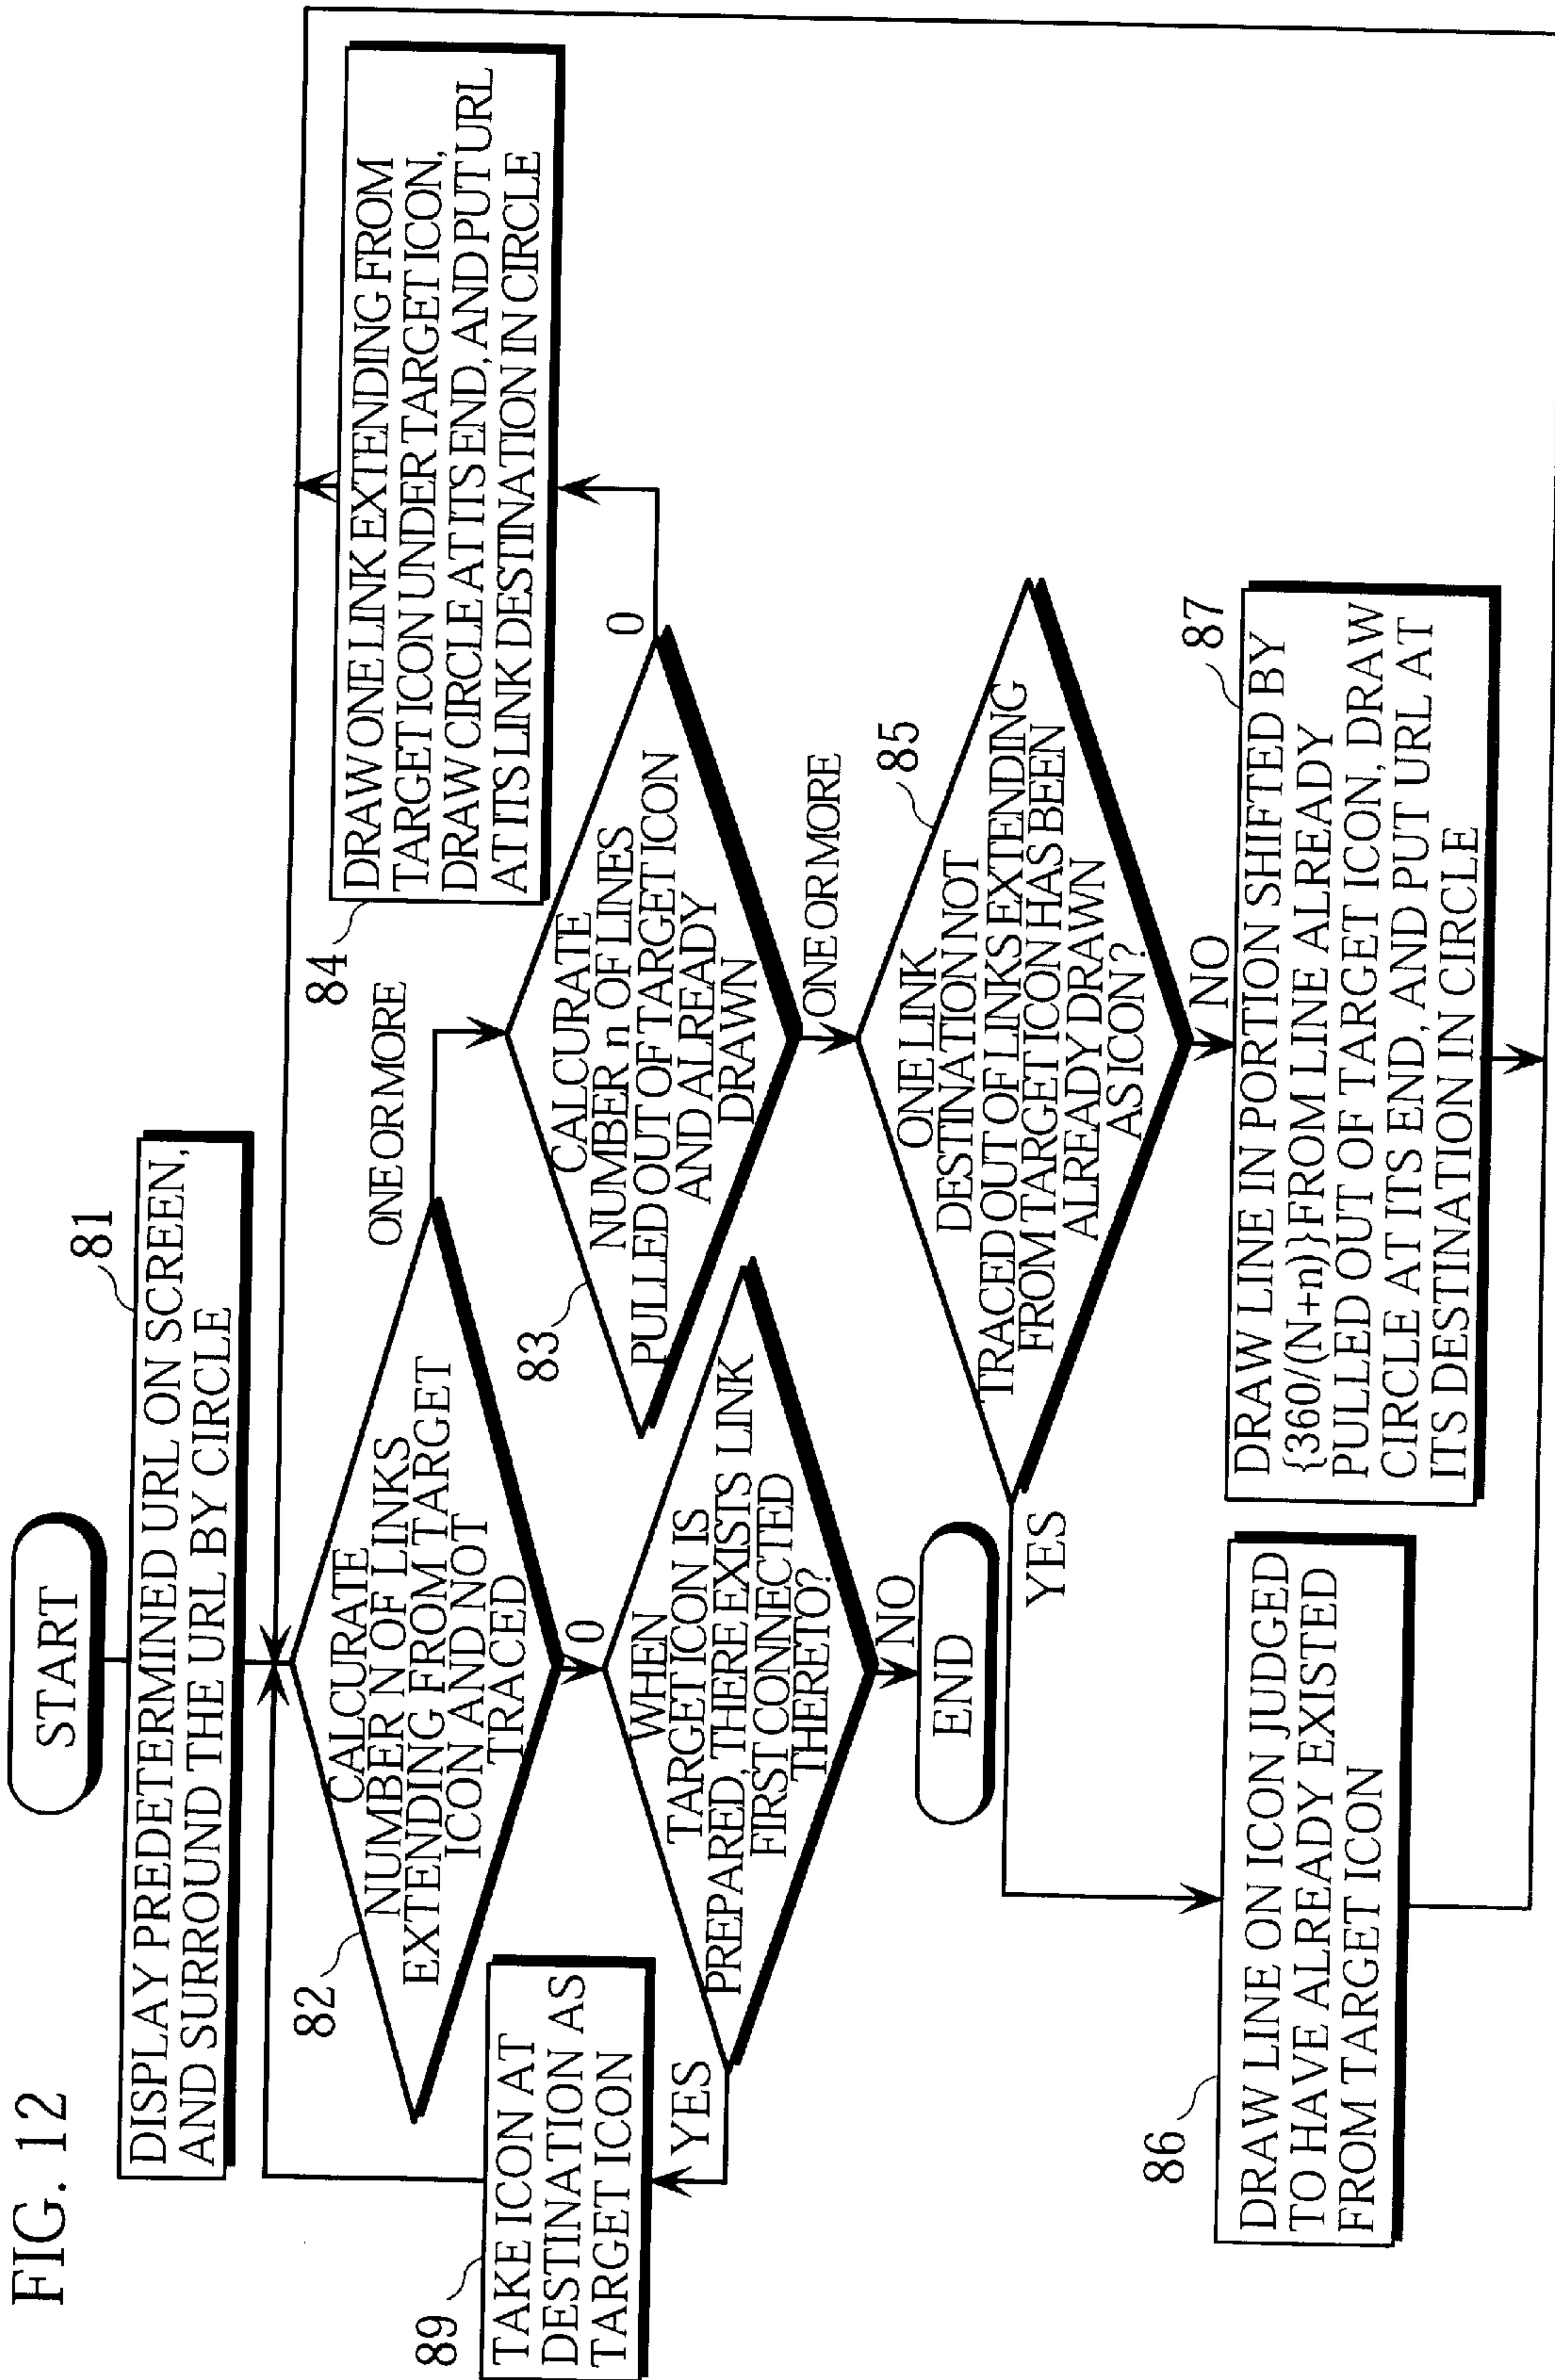 FIG. 12
START
81
DISPLAY PREDETERMINED URL ON SCREEN,
AND SURROUND THE URL BY CIRCLE
82
CALCURATE
NUMBER N OF LINKS
EXTENDING FROM TARGET
ICON AND NOT
TRACED
ONE OR MORE
0
89
TAKE ICON AT
DESTINATION AS
TARGET ICON
YES
WHEN
TARGET ICON IS
PREPARED, THERE EXISTS LINK
FIRST CONNECTED
THERETO?
NO
END
83
CALCURATE
NUMBER n OF LINES
PULLED OUT OF TARGET ICON
AND ALREADY
DRAWN
0
ONE OR MORE
84
DRAW ONE LINK EXTENDING FROM
TARGET ICON UNDER TARGET ICON,
DRAW CIRCLE AT ITS END, AND PUT URL
AT ITS LINK DESTINATION IN CIRCLE
85
ONE LINK
DESTINATION NOT
TRACED OUT OF LINKS EXTENDING
FROM TARGET ICON HAS BEEN
ALREADY DRAWN
AS ICON?
YES
NO
86
DRAW LINE ON ICON JUDGED
TO HAVE ALREADY EXISTED
FROM TARGET ICON
87
DRAW LINE IN PORTION SHIFTED BY
{360/(N+n)} FROM LINE ALREADY
PULLED OUT OF TARGET ICON, DRAW
CIRCLE AT ITS END, AND PUT URL AT
ITS DESTINATION IN CIRCLE